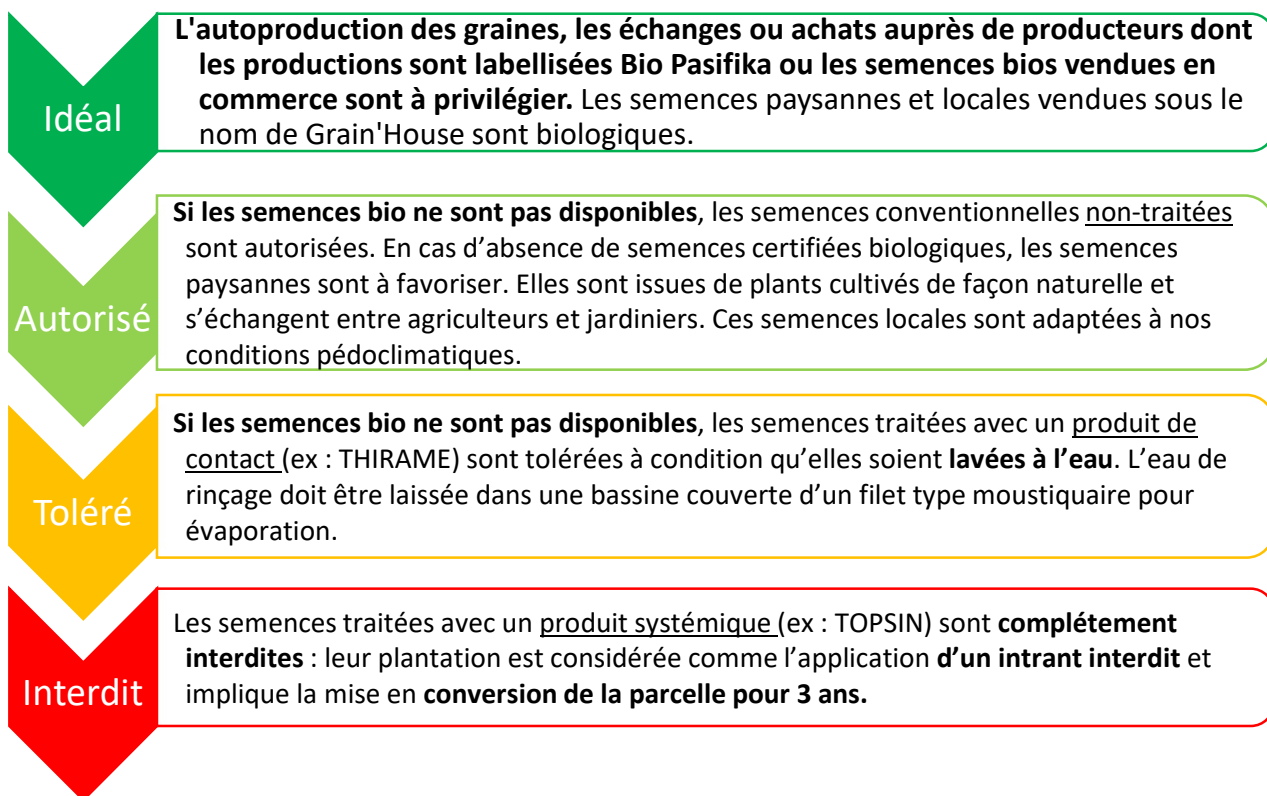 L'autoproduction des graines, les échanges ou achats auprès de producteurs dont
les productions sont labellisées Bio Pasifika ou les semences bios vendues en
commerce sont à privilégier. Les semences paysannes et locales vendues sous le
nom de Grain'House sont biologiques.
Idéal
Si les semences bio ne sont pas disponibles, les semences conventionnelles non-traitées
sont autorisées. En cas d’absence de semences certifiées biologiques, les semences
paysannes sont à favoriser. Elles sont issues de plants cultivés de façon naturelle et
s’échangent entre agriculteurs et jardiniers. Ces semences locales sont adaptées à nos
conditions pédoclimatiques.
Autorisé
Si les semences bio ne sont pas disponibles, les semences traitées avec un produit de
contact (ex : THIRAME) sont tolérées à condition qu’elles soient lavées à l’eau. L’eau de
rinçage doit être laissée dans une bassine couverte d’un filet type moustiquaire pour
évaporation.
Toléré
Les semences traitées avec un produit systémique (ex : TOPSIN) sont complétement
interdites : leur plantation est considérée comme l’application d’un intrant interdit et
implique la mise en conversion de la parcelle pour 3 ans.
Interdit